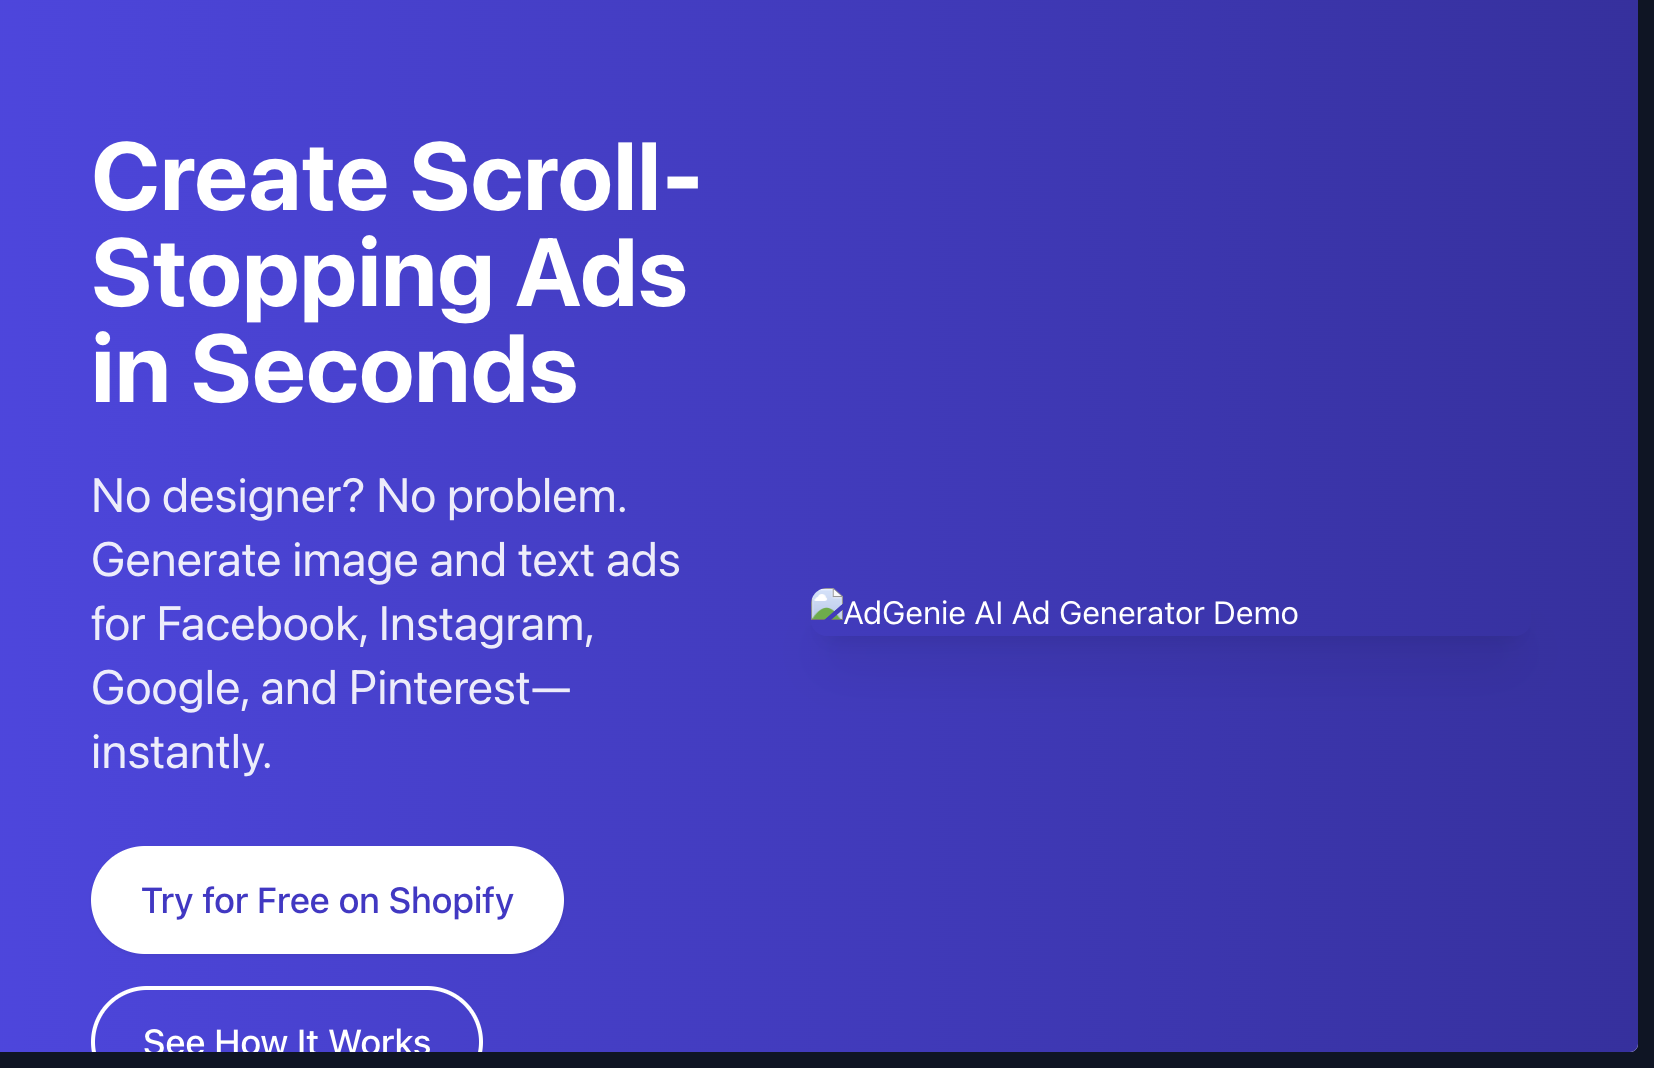 Create Scroll-
Stopping Ads
in Seconds
No designer? No problem.
Generate image and text ads
for Facebook, Instagram,
Google, and Pinterest—
instantly.
AdGenie AI Ad Generator Demo
Try for Free on Shopify
See How It Works